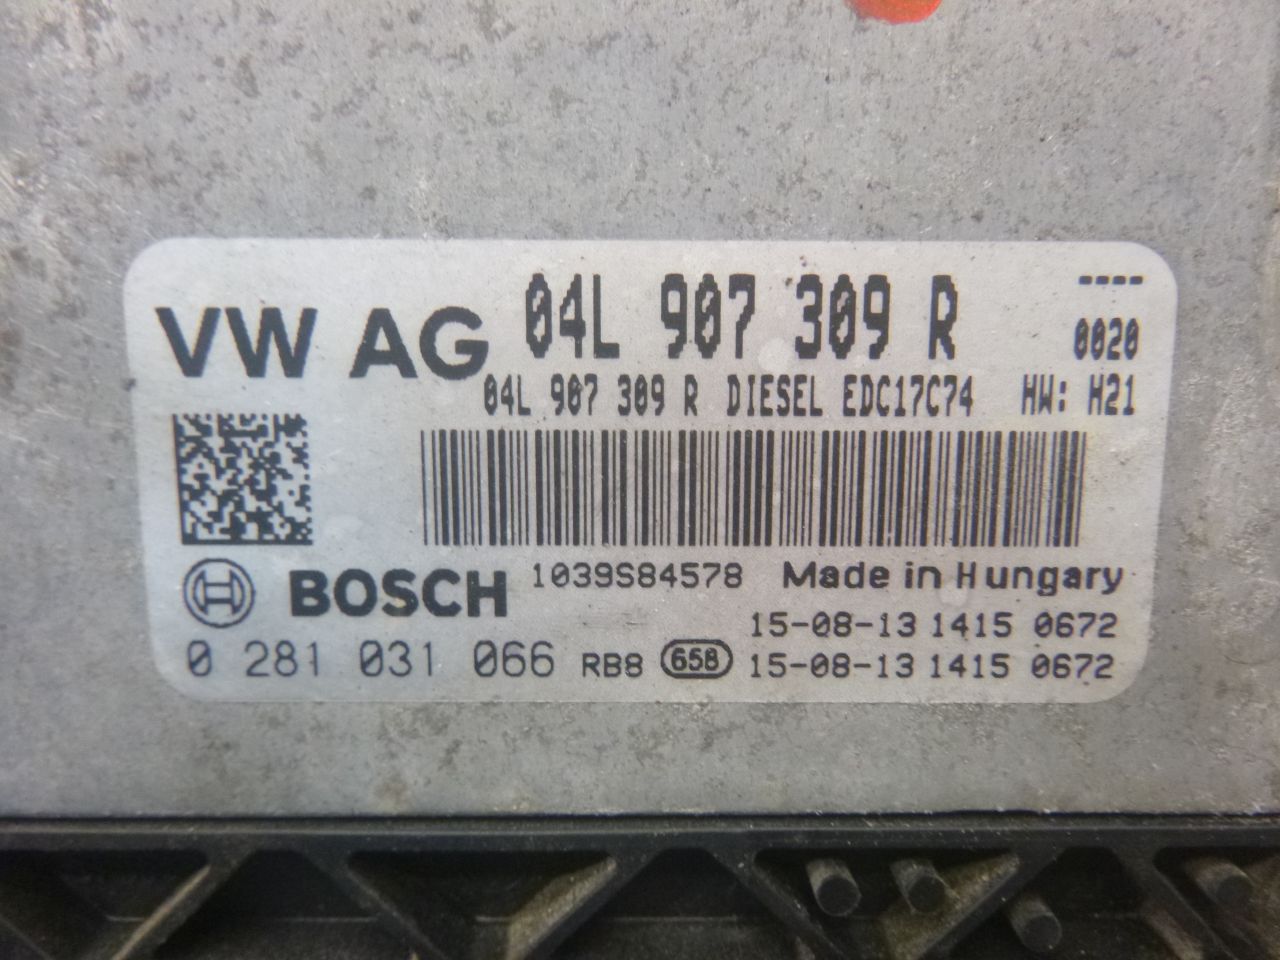 VW AG 04L 907 309 R ----
0020
04L 907 309 R DIESEL EDC17C74 HW: H21
BOSCH 1039S84578 Made in Hungary
15-08-13 1415 0672
0 281 031 066 RB8 658 15-08-13 1415 0672